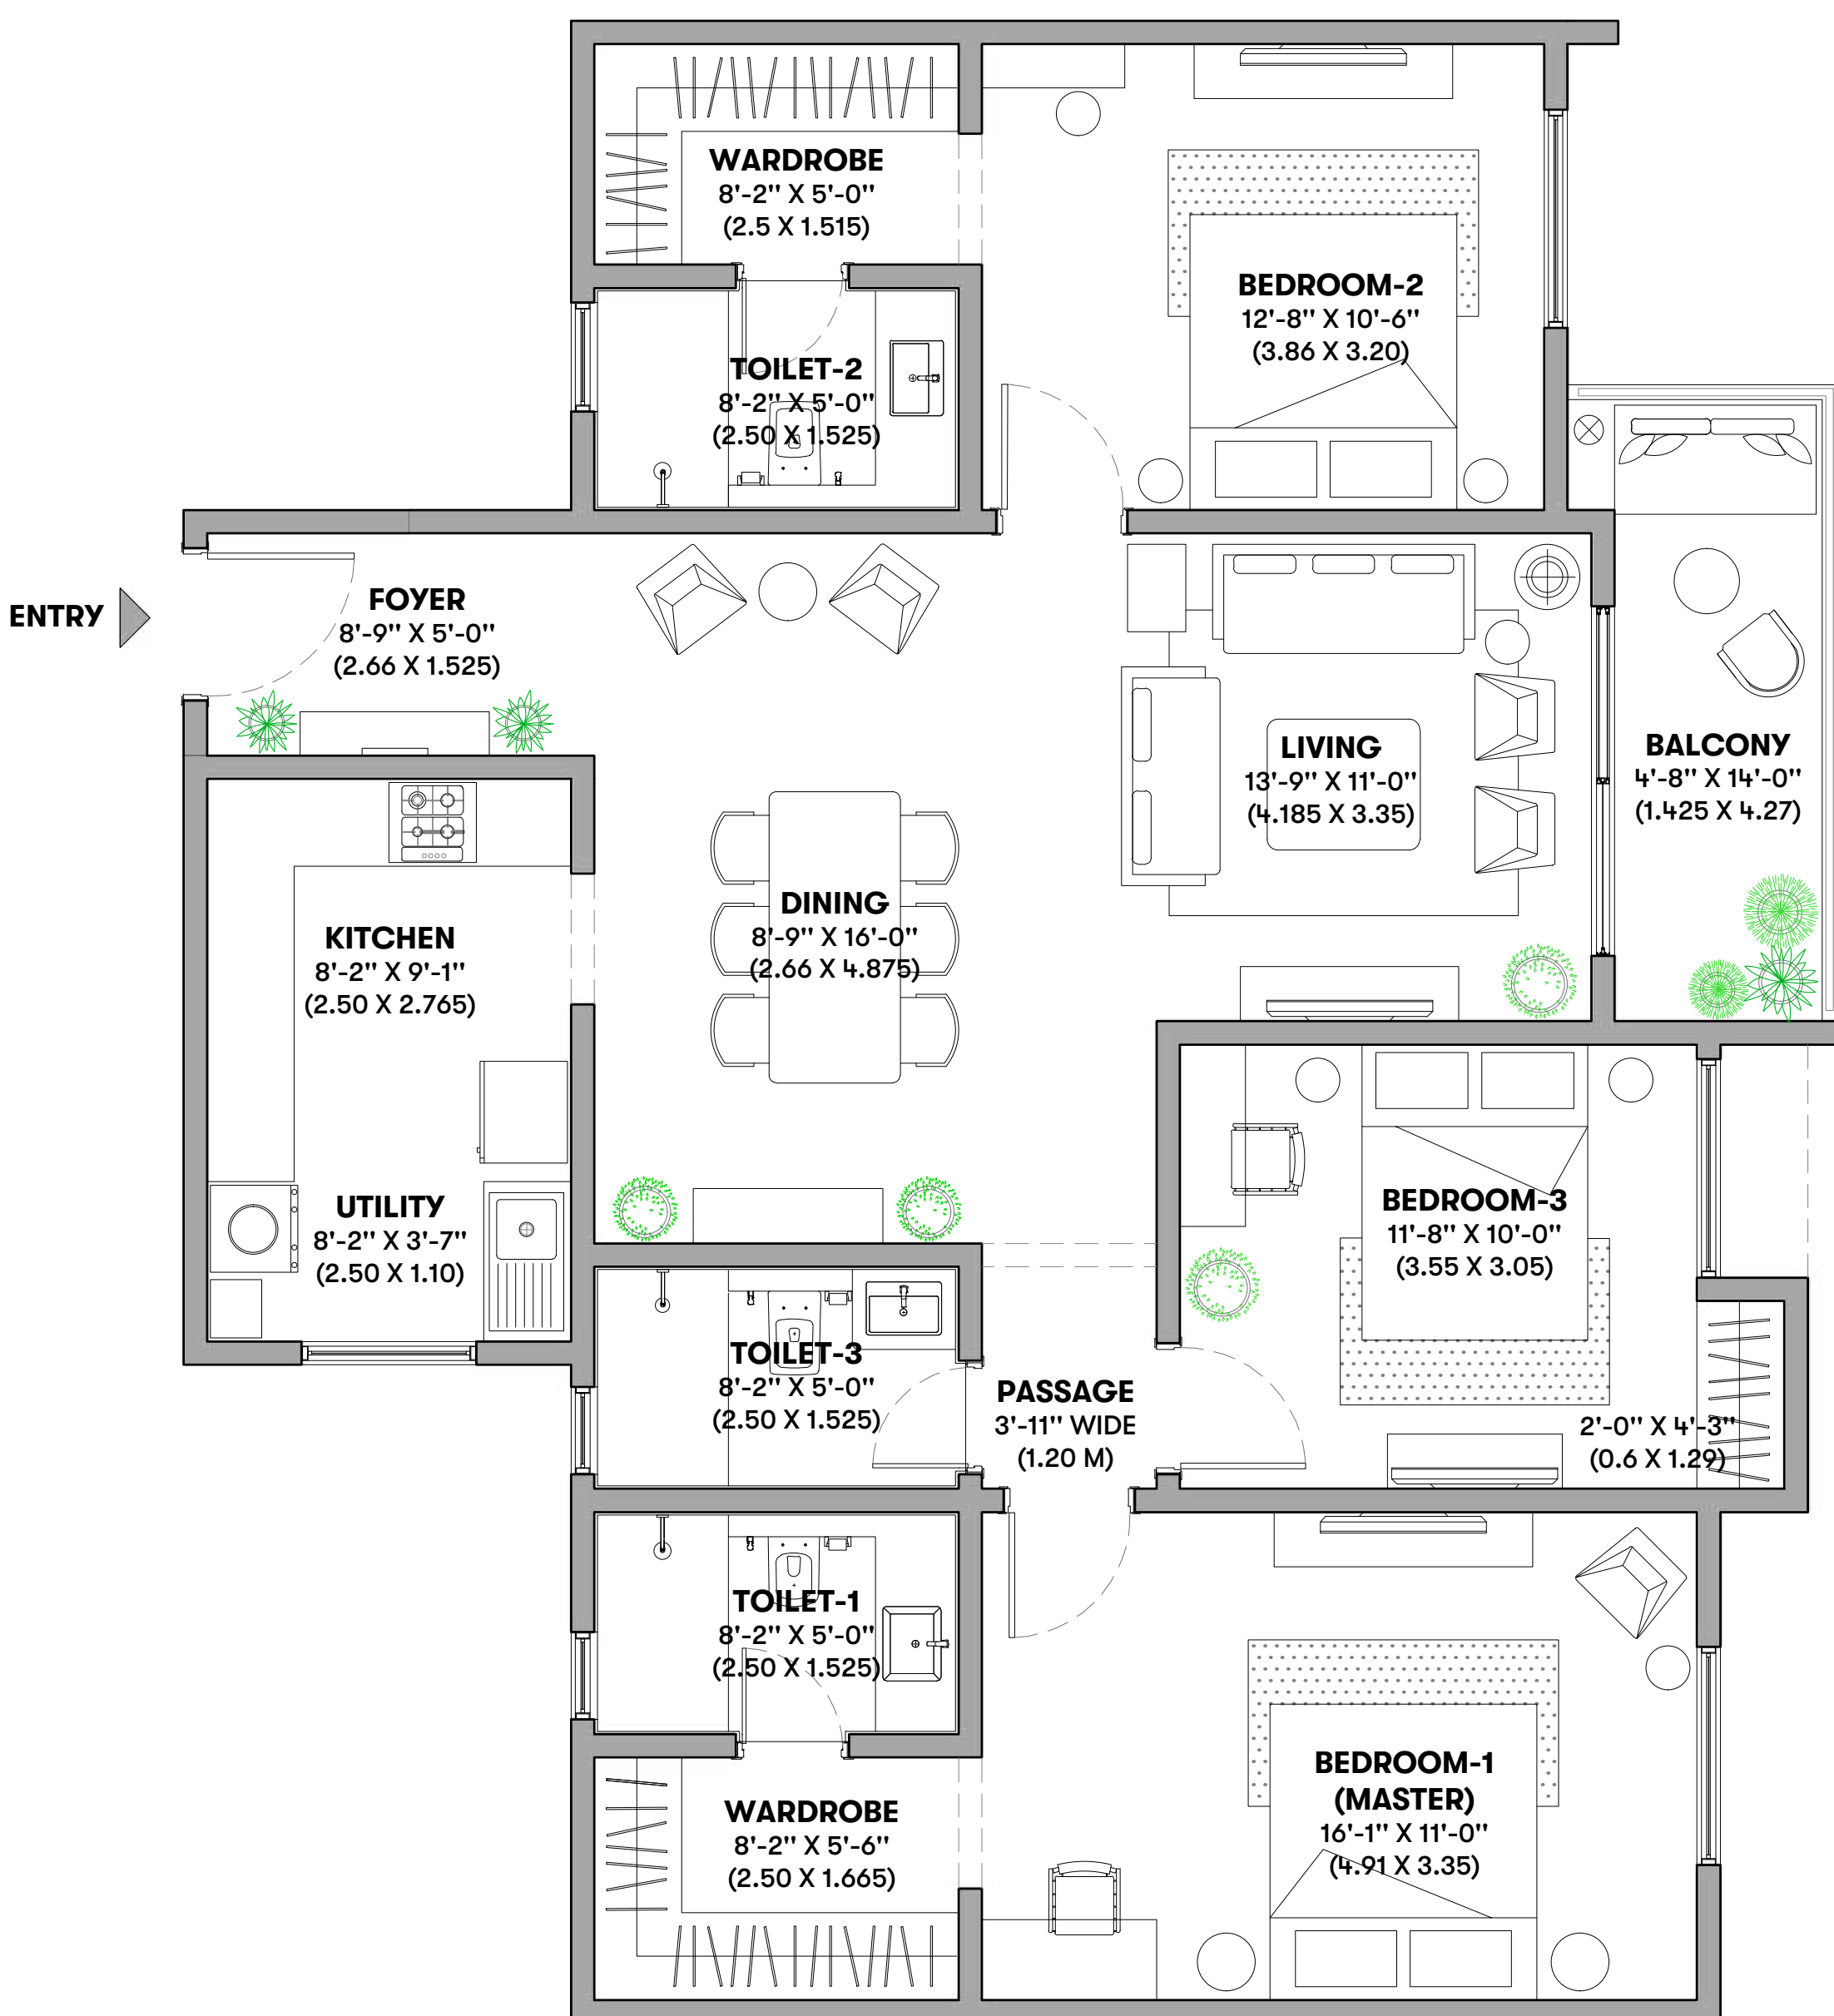 WARDROBE
8'-2" X 5'-0"
(2.5 X 1.515)
BEDROOM-2
12'-8" X 10'-6"
(3.86 X 3.20)
TOILET-2
8'-2" X 5'-0"
(2.50 X 1.525)
ENTRY
FOYER
8'-9" X 5'-0"
(2.66 X 1.525)
LIVING
13'-9" X 11'-0"
(4.185 X 3.35)
BALCONY
4'-8" X 14'-0"
(1.425 X 4.27)
DINING
8'-9" X 16'-0"
(2.66 X 4.875)
KITCHEN
8'-2" X 9'-1"
(2.50 X 2.765)
UTILITY
8'-2" X 3'-7"
(2.50 X 1.10)
BEDROOM-3
11'-8" X 10'-0"
(3.55 X 3.05)
TOILET-3
8'-2" X 5'-0"
(2.50 X 1.525)
PASSAGE
3'-11" WIDE
(1.20 M)
2'-0" X 4'-3"
(0.6 X 1.29)
TOILET-1
8'-2" X 5'-0"
(2.50 X 1.525)
BEDROOM-1
(MASTER)
16'-1" X 11'-0"
(4.91 X 3.35)
WARDROBE
8'-2" X 5'-6"
(2.50 X 1.665)